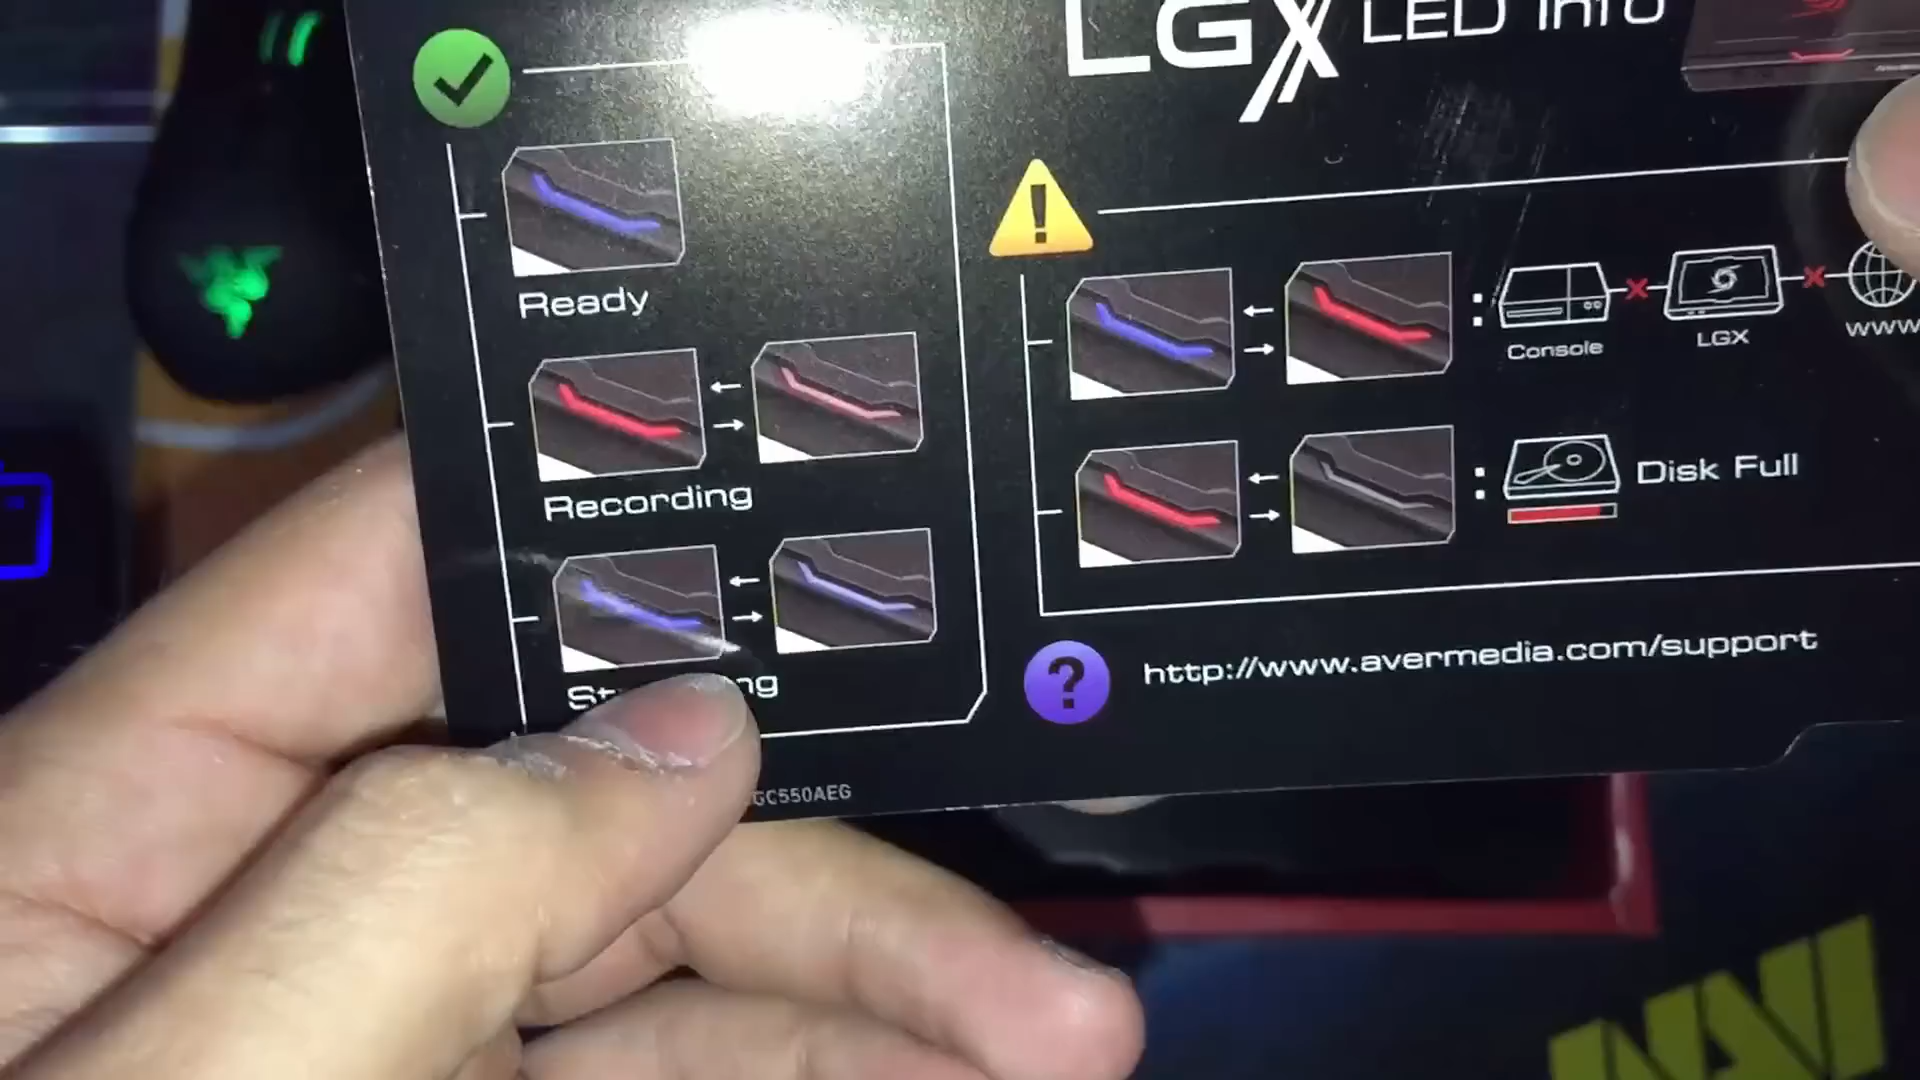 LGX LED Info
Ready
Recording
Console
LGX
www
Disk Full
http://www.avermedia.com/support
GC550AEG